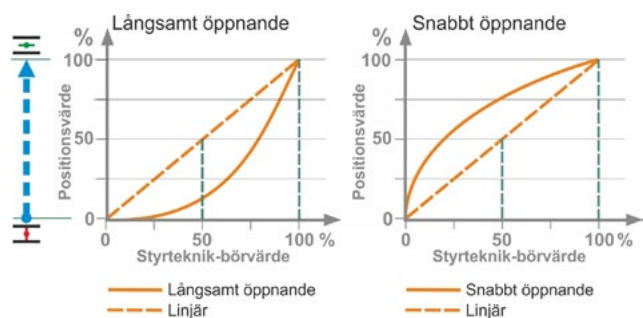 Långsamt öppnande
%
100
50
0
Positionsvärde
0 50 100 %
Styrteknik-börvärde
Långsamt öppnande
Linjär
Snabbt öppnande
%
100
50
0
Positionsvärde
0 50 100 %
Styrteknik-börvärde
Snabbt öppnande
Linjär